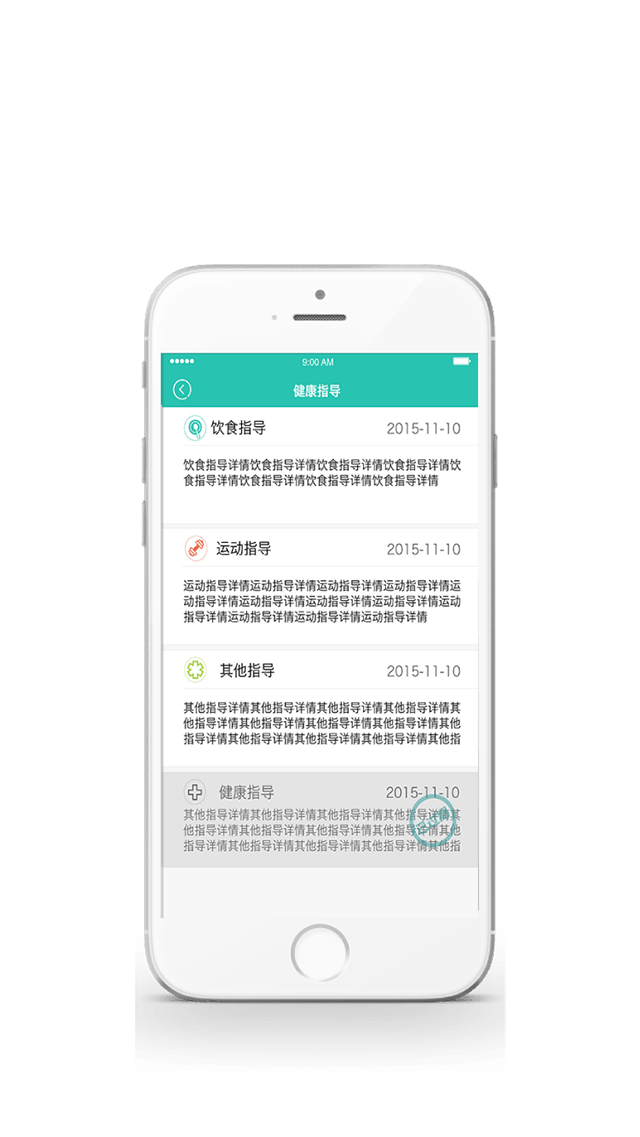 9:00 AM
健康指导
饮食指导 2015-11-10
饮食指导详情饮食指导详情饮食指导详情饮食指导详情饮
食指导详情饮食指导详情饮食指导详情饮食指导详情
运动指导 2015-11-10
运动指导详情运动指导详情运动指导详情运动指导详情运
动指导详情运动指导详情运动指导详情运动指导详情运动
指导详情运动指导详情运动指导详情运动指导详情
其他指导 2015-11-10
其他指导详情其他指导详情其他指导详情其他指导详情其
他指导详情其他指导详情其他指导详情其他指导详情其他
指导详情其他指导详情其他指导详情其他指导详情其他指
健康指导 2015-11-10
其他指导详情其他指导详情其他指导详情其他指导详情其
他指导详情其他指导详情其他指导详情其他指导详情其他
指导详情其他指导详情其他指导详情其他指导详情其他指